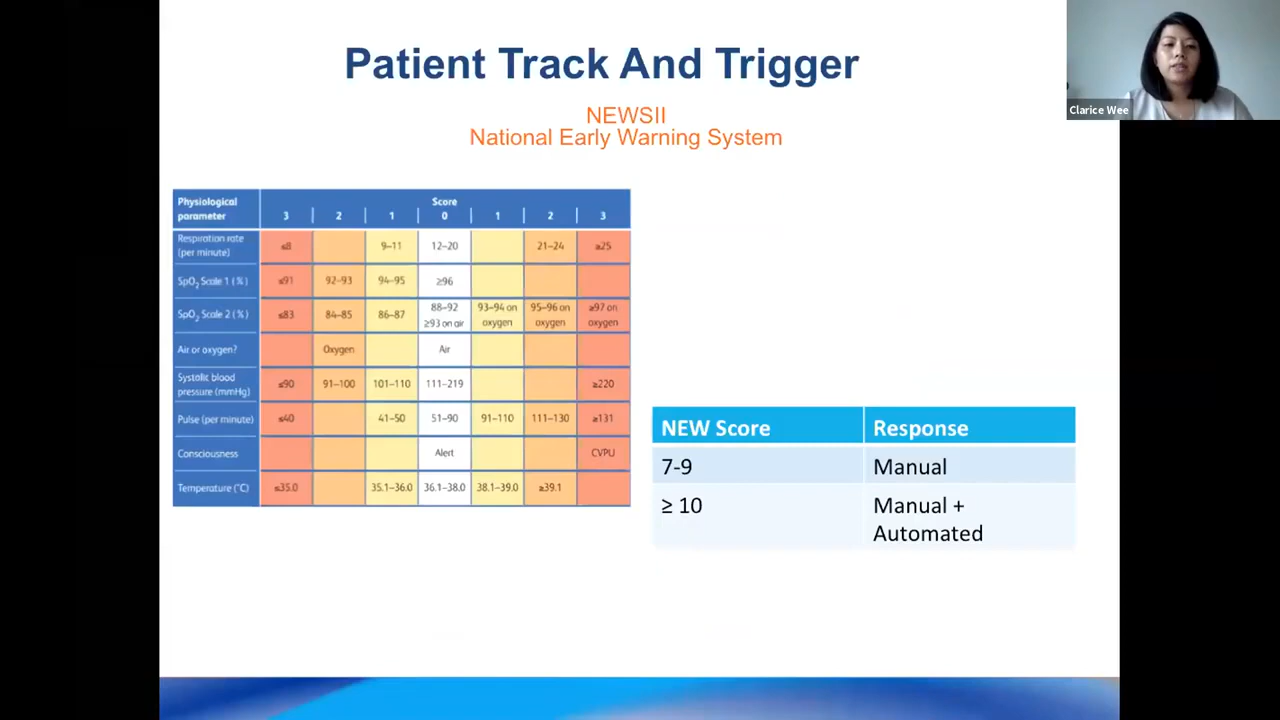 Patient Track And Trigger
NEWSII
National Early Warning System
Clarice Wee
Physiological parameter Score
3 2 1 0 1 2 3
Respiration rate (per minute) ≤8 9–11 12–20 21–24 ≥25
SpO₂ Scale 1 (%) ≤91 92–93 94–95 ≥96
SpO₂ Scale 2 (%) ≤83 84–85 86–87 88–92 ≥93 on air 93–94 on oxygen 95–96 on oxygen ≥97 on oxygen
Air or oxygen? Oxygen Air
Systolic blood pressure (mmHg) ≤90 91–100 101–110 111–219 ≥220
Pulse (per minute) ≤40 41–50 51–90 91–110 111–130 ≥131
Consciousness Alert CVPU
Temperature (°C) ≤35.0 35.1–36.0 36.1–38.0 38.1–39.0 ≥39.1
NEW Score Response
7-9 Manual
≥ 10 Manual +
Automated